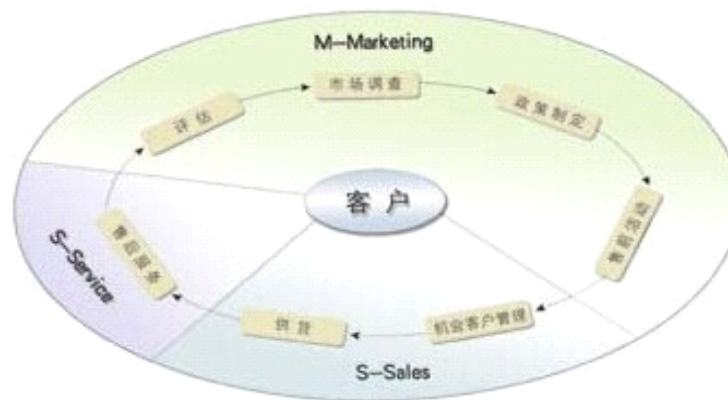 M-Marketing
市场调查
评估
政策制定
客户
售前活动
售后服务
S-Service
供货
机会客户管理
S-Sales